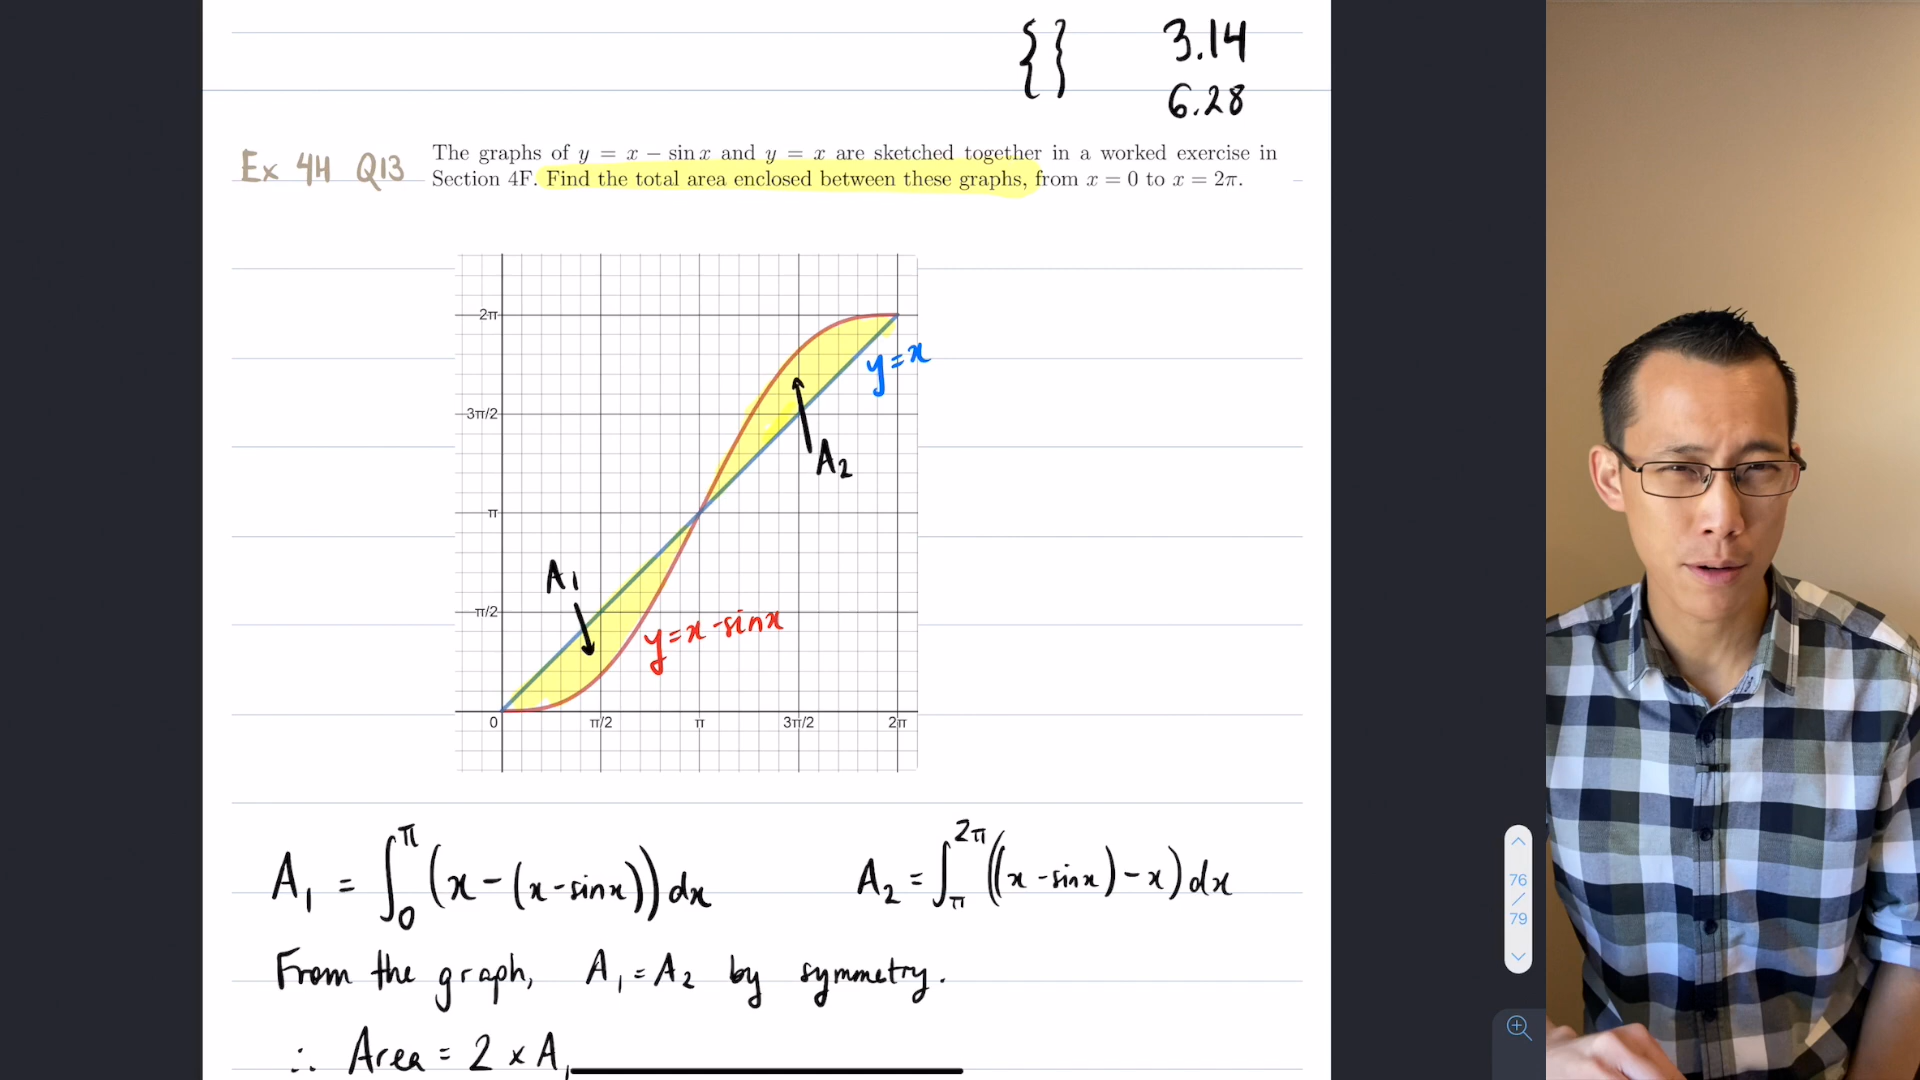 {} 3.14
6.28
Ex 4H Q13 The graphs of y = x − sin x and y = x are sketched together in a worked exercise in
Section 4F. Find the total area enclosed between these graphs, from x = 0 to x = 2π.
2π
y=x
3π/2
A₂
π
A₁
π/2
y=x-sinx
0 π/2 π 3π/2 2π
A₁ = ∫₀^π (x-(x-sinx))dx A₂ = ∫_π^2π ((x-sinx)-x)dx
76
/
79
From the graph, A₁=A₂ by symmetry.
∴ Area = 2 × A₁